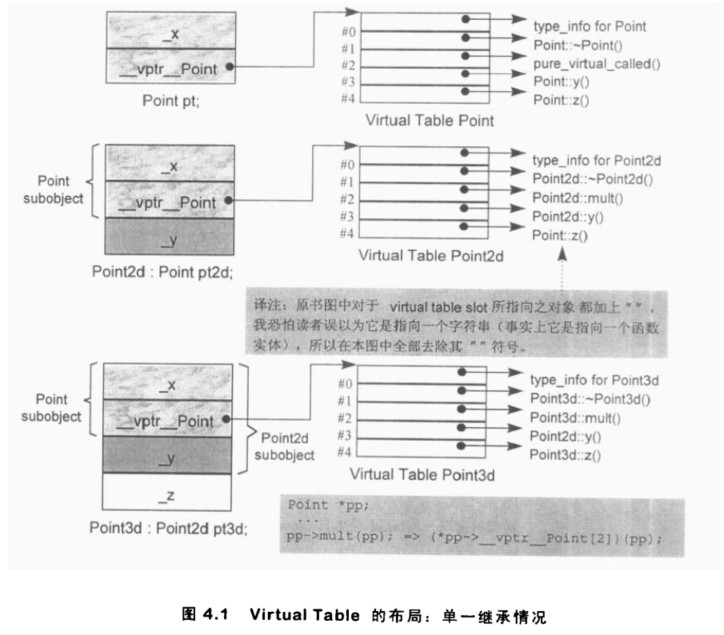 _x
__vptr__Point
Point pt;
#0
#1
#2
#3
#4
type_info for Point
Point::~Point()
pure_virtual_called()
Point::y()
Point::z()
Virtual Table Point
Point
subobject
_x
__vptr__Point
_y
Point2d : Point pt2d;
#0
#1
#2
#3
#4
type_info for Point2d
Point2d::~Point2d()
Point2d::mult()
Point2d::y()
Point::z()
Virtual Table Point2d
译注：原书图中对于 virtual table slot 所指向之对象 都加上 " " ，
我恐怕读者误以为它是指向一个字符串（事实上它是指向一个函数
实体），所以在本图中全部去除其 " " 符号。
Point
subobject
_x
__vptr__Point
_y
_z
Point2d
subobject
Point3d : Point2d pt3d;
#0
#1
#2
#3
#4
type_info for Point3d
Point3d::~Point3d()
Point3d::mult()
Point2d::y()
Point3d::z()
Virtual Table Point3d
Point *pp;
...
pp->mult(pp); => (*pp->__vptr__Point[2])(pp);
图 4.1 Virtual Table 的布局：单一继承情况